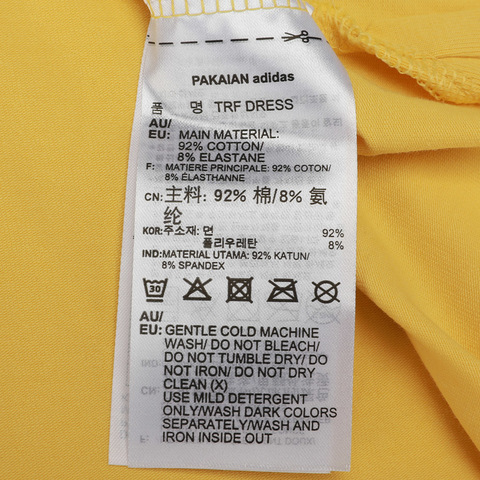 PAKAIAN adidas
품 명 TRF DRESS
AU/
EU: MAIN MATERIAL:
92% COTTON/
8% ELASTANE
F: MATIERE PRINCIPALE: 92% COTON/
8% ÉLASTHANNE
CN: 主料: 92% 棉/8% 氨
纶
KOR: 주소재: 면 92%
폴리우레탄 8%
IND: MATERIAL UTAMA: 92% KATUN/
8% SPANDEX
30
AU/
EU: GENTLE COLD MACHINE
WASH/ DO NOT BLEACH/
DO NOT TUMBLE DRY/ DO
NOT IRON/ DO NOT DRY
CLEAN (X)
USE MILD DETERGENT
ONLY/WASH DARK COLORS
SEPARATELY/WASH AND
IRON INSIDE OUT